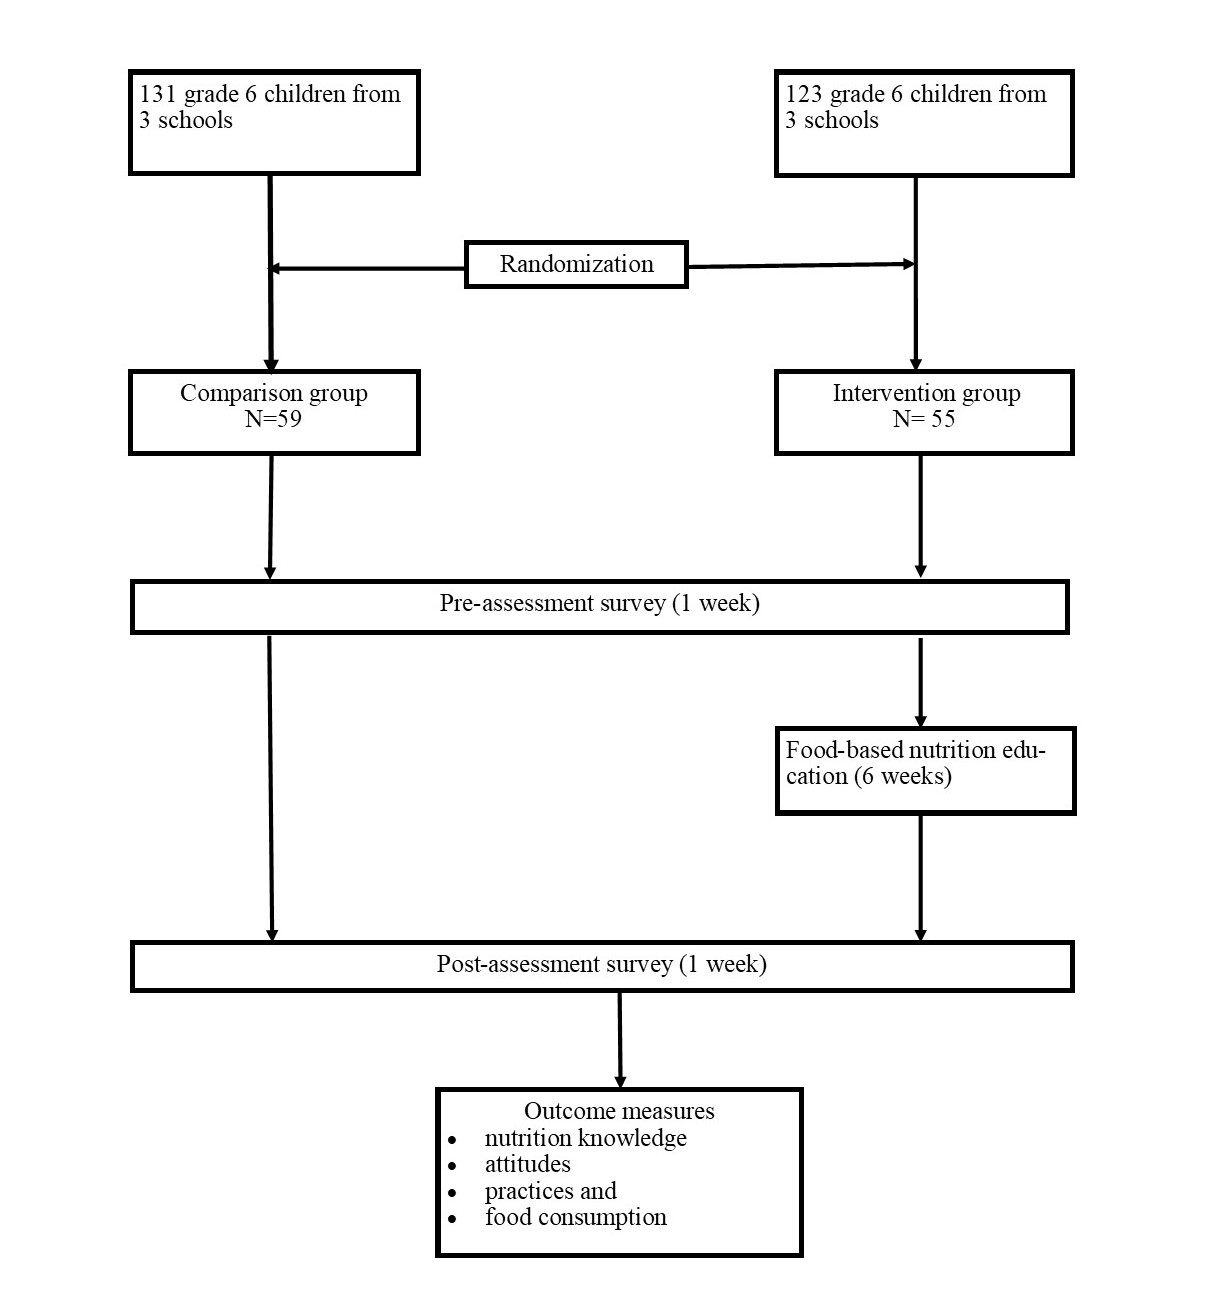 131 grade 6 children from
3 schools
123 grade 6 children from
3 schools
Randomization
Comparison group
N=59
Intervention group
N= 55
Pre-assessment survey (1 week)
Food-based nutrition edu-
cation (6 weeks)
Post-assessment survey (1 week)
Outcome measures
• nutrition knowledge
• attitudes
• practices and
• food consumption